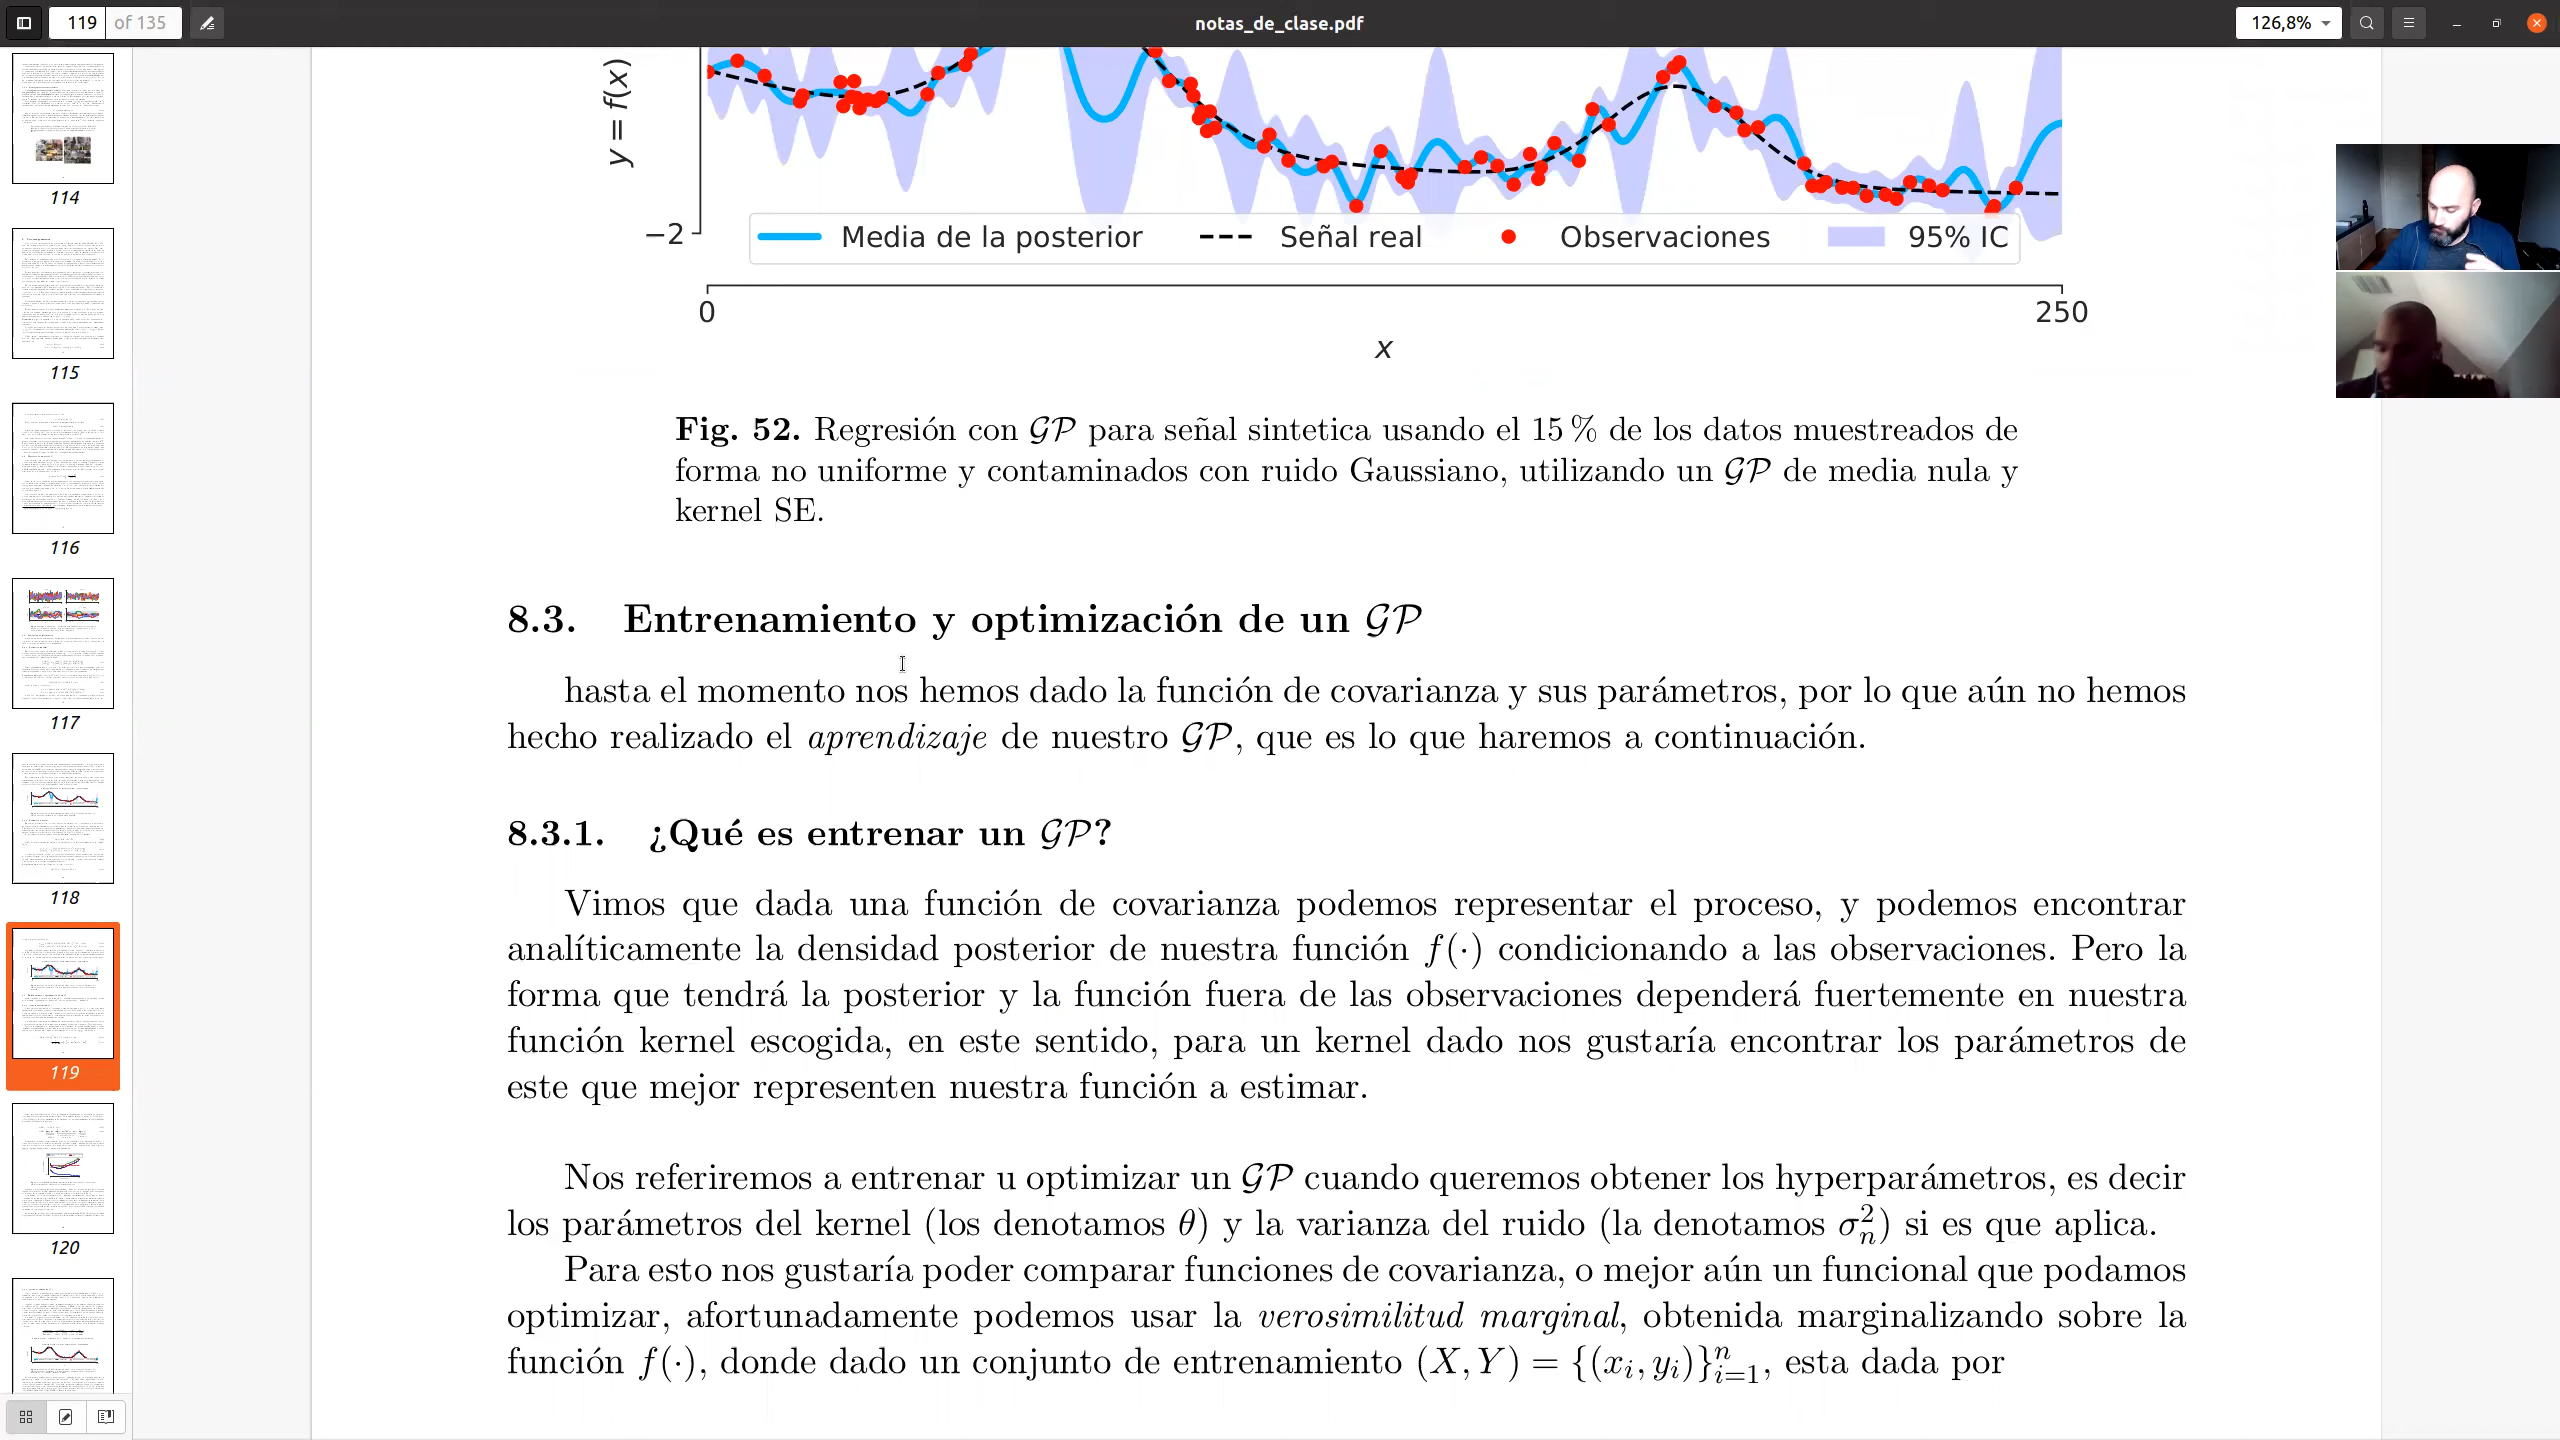 119 of 135
notas_de_clase.pdf
126,8%
114
115
116
117
118
119
120
y = f(x)
−2
Media de la posterior
Señal real
Observaciones
95% IC
0
250
x
Fig. 52. Regresión con 𝒢𝒫 para señal sintetica usando el 15 % de los datos muestreados de
forma no uniforme y contaminados con ruido Gaussiano, utilizando un 𝒢𝒫 de media nula y
kernel SE.
8.3. Entrenamiento y optimización de un 𝒢𝒫
hasta el momento nos hemos dado la función de covarianza y sus parámetros, por lo que aún no hemos
hecho realizado el aprendizaje de nuestro 𝒢𝒫, que es lo que haremos a continuación.
8.3.1. ¿Qué es entrenar un 𝒢𝒫?
Vimos que dada una función de covarianza podemos representar el proceso, y podemos encontrar
analíticamente la densidad posterior de nuestra función f(·) condicionando a las observaciones. Pero la
forma que tendrá la posterior y la función fuera de las observaciones dependerá fuertemente en nuestra
función kernel escogida, en este sentido, para un kernel dado nos gustaría encontrar los parámetros de
este que mejor representen nuestra función a estimar.
Nos referiremos a entrenar u optimizar un 𝒢𝒫 cuando queremos obtener los hyperparámetros, es decir
los parámetros del kernel (los denotamos θ) y la varianza del ruido (la denotamos σ²ₙ) si es que aplica.
Para esto nos gustaría poder comparar funciones de covarianza, o mejor aún un funcional que podamos
optimizar, afortunadamente podemos usar la verosimilitud marginal, obtenida marginalizando sobre la
función f(·), donde dado un conjunto de entrenamiento (X, Y) = {(xᵢ, yᵢ)}ⁿᵢ₌₁, esta dada por